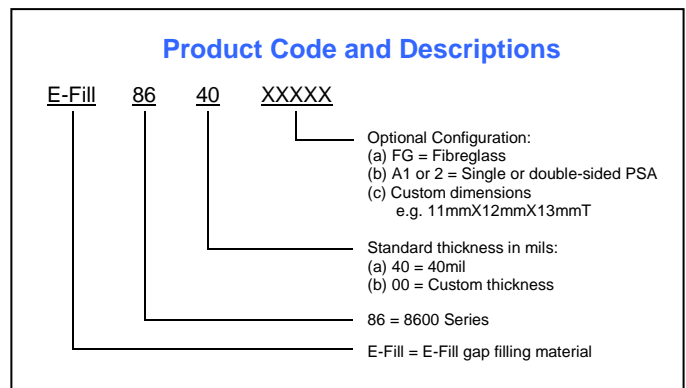 Product Code and Descriptions
E-Fill 86 40 XXXXX
Optional Configuration:
(a) FG = Fibreglass
(b) A1 or 2 = Single or double-sided PSA
(c) Custom dimensions
e.g. 11mmX12mmX13mmT
Standard thickness in mils:
(a) 40 = 40mil
(b) 00 = Custom thickness
86 = 8600 Series
E-Fill = E-Fill gap filling material